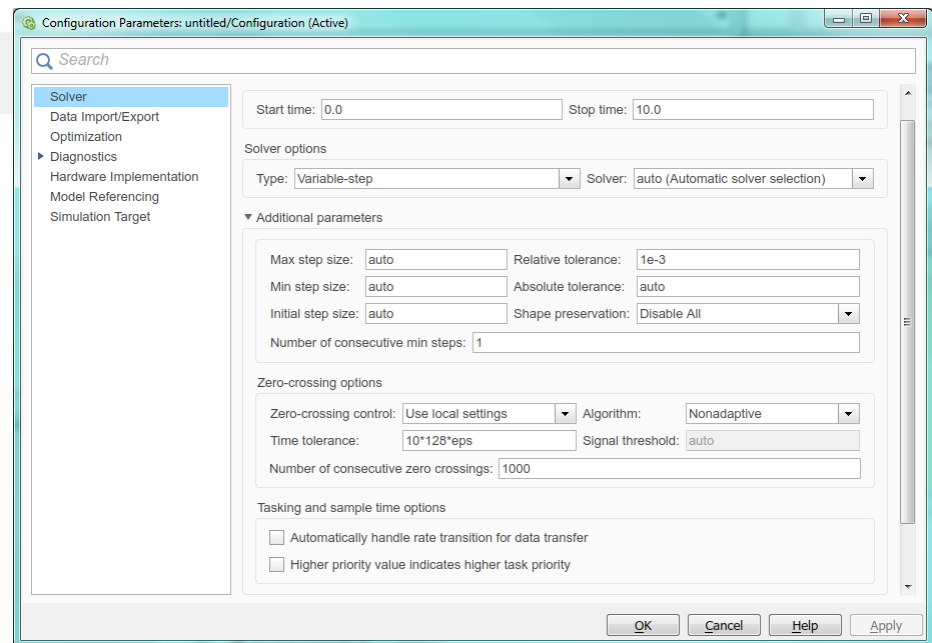 Configuration Parameters: untitled/Configuration (Active)
Search
Solver
Data Import/Export
Optimization
Diagnostics
Hardware Implementation
Model Referencing
Simulation Target
Start time: 0.0 Stop time: 10.0
Solver options
Type: Variable-step Solver: auto (Automatic solver selection)
Additional parameters
Max step size: auto Relative tolerance: 1e-3
Min step size: auto Absolute tolerance: auto
Initial step size: auto Shape preservation: Disable All
Number of consecutive min steps: 1
Zero-crossing options
Zero-crossing control: Use local settings Algorithm: Nonadaptive
Time tolerance: 10*128*eps Signal threshold: auto
Number of consecutive zero crossings: 1000
Tasking and sample time options
Automatically handle rate transition for data transfer
Higher priority value indicates higher task priority
OK Cancel Help Apply